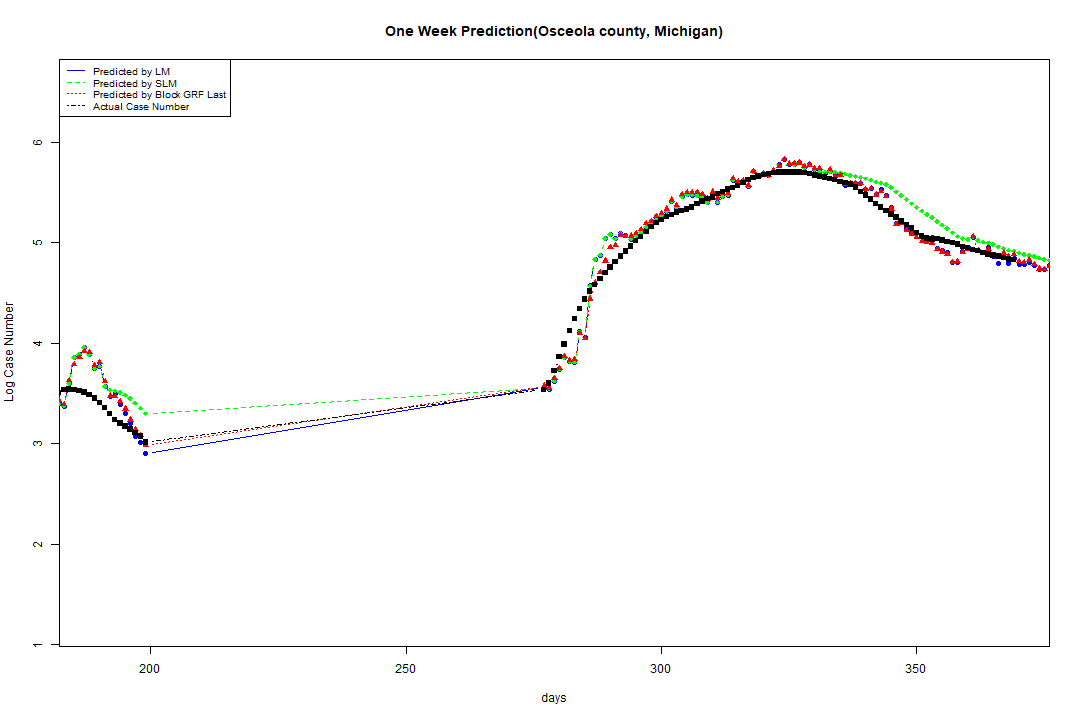 One Week Prediction(Osceola county, Michigan)
Predicted by LM
Predicted by SLM
Predicted by Block GRF Last
Actual Case Number
Log Case Number
6
5
4
3
2
1
200
250
300
350
days